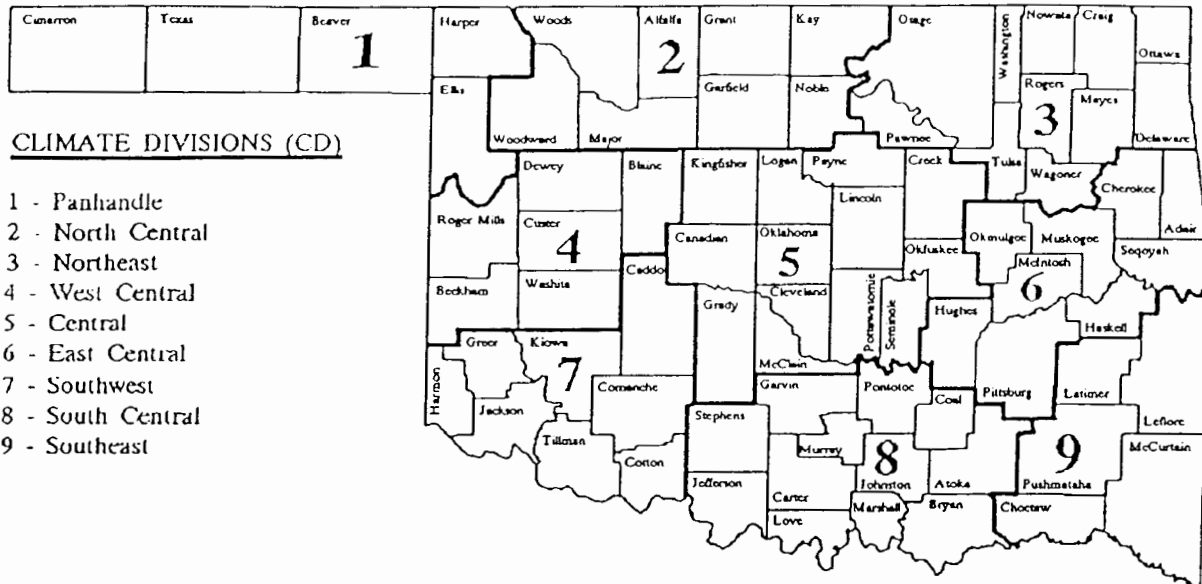 Cimarron Texas Beaver Harper Woods Alfalfa Grant Kay Osage Washington Nowata Craig Ottawa
1 2 3
Ellis Woodward Major Garfield Noble Pawnee Rogers Mayes Delaware
CLIMATE DIVISIONS (CD)
Dewey Blaine Kingfisher Logan Payne Creek Tulsa Wagoner Cherokee
1 - Panhandle
Roger Mills Custer Canadian Oklahoma Lincoln Okfuskee Okmulgee Muskogee Adair
2 - North Central
4 5 6
3 - Northeast
Beckham Washita Caddo Grady Cleveland Pottawatomie Seminole Hughes McIntosh Seqoyah
4 - West Central
5 - Central
Harmon Greer Kiowa McClain Haskell
6 - East Central
7 8 9
7 - Southwest
Jackson Comanche Stephens Garvin Pontotoc Coal Pittsburg Latimer
8 - South Central
Tillman Cotton Murray Leflore McCurtain
9 - Southeast
Jefferson Carter Johnston Atoka Pushmataha
Love Marshall Bryan Choctaw